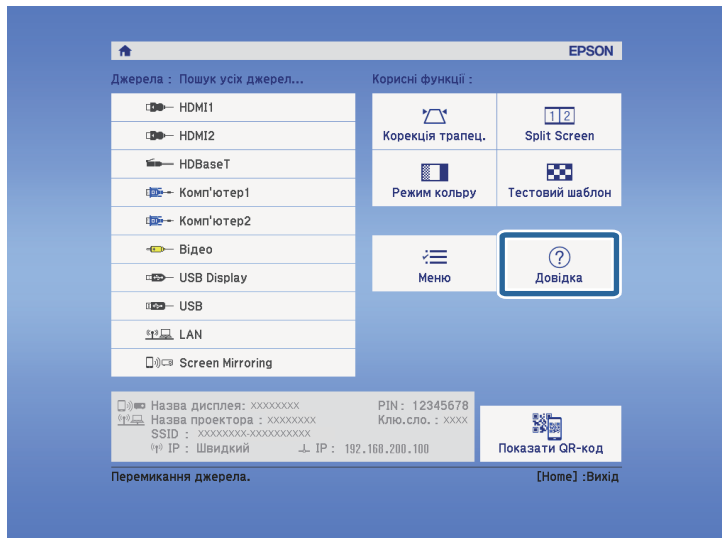 EPSON
Джерела : Пошук усіх джерел...
HDMI1
HDMI2
HDBaseT
Комп'ютер1
Комп'ютер2
Відео
USB Display
USB
LAN
Screen Mirroring
Корисні функції :
Корекція трапец.
1 2
Split Screen
Режим кольру
Тестовий шаблон
Меню
?
Довідка
Назва дисплея: XXXXXXXX
PIN: 12345678
Назва проектора : XXXXXXXX
Клю.сло. : XXXX
SSID : XXXXXXXX-XXXXXXXXXX
IP : Швидкий
IP : 192.168.200.100
Показати QR-код
Перемикання джерела.
[Home] :Вихід